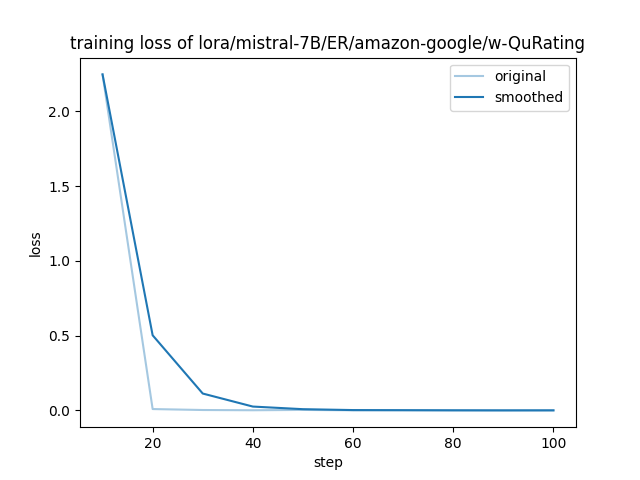 training loss of lora/mistral-7B/ER/amazon-google/w-QuRating
original
smoothed
2.0
1.5
1.0
0.5
0.0
loss
20 40 60 80 100
step